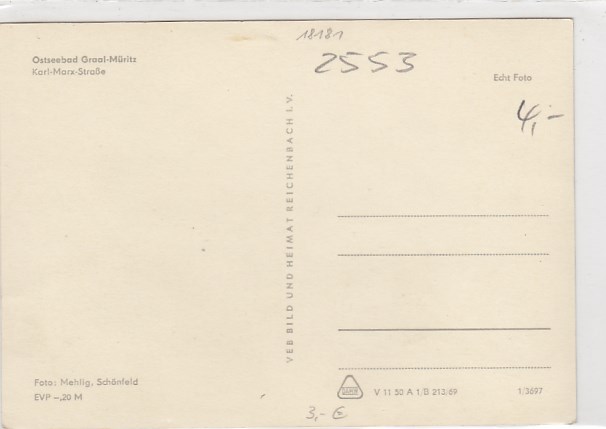 18181
2553
Ostseebad Graal-Müritz
Karl-Marx-Straße
Echt Foto
4,-
VEB BILD UND HEIMAT REICHENBACH I. V.
Foto: Mehlig, Schönfeld
EVP -,20 M
V 11 50 A 1/B 213/69
1/3697
3,- €